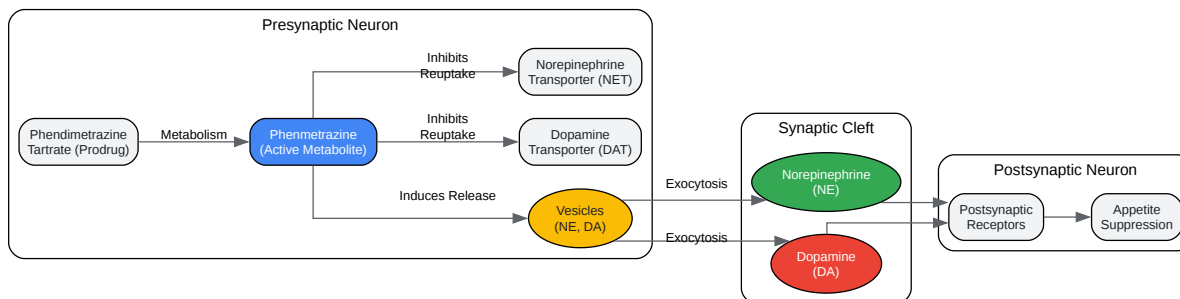 Presynaptic Neuron
Inhibits
Reuptake
Norepinephrine
Transporter (NET)
Phendimetrazine
Tartrate (Prodrug)
Metabolism
Phenmetrazine
(Active Metabolite)
Inhibits
Reuptake
Dopamine
Transporter (DAT)
Induces Release
Vesicles
(NE, DA)
Exocytosis
Exocytosis
Synaptic Cleft
Norepinephrine
(NE)
Dopamine
(DA)
Postsynaptic Neuron
Postsynaptic
Receptors
Appetite
Suppression